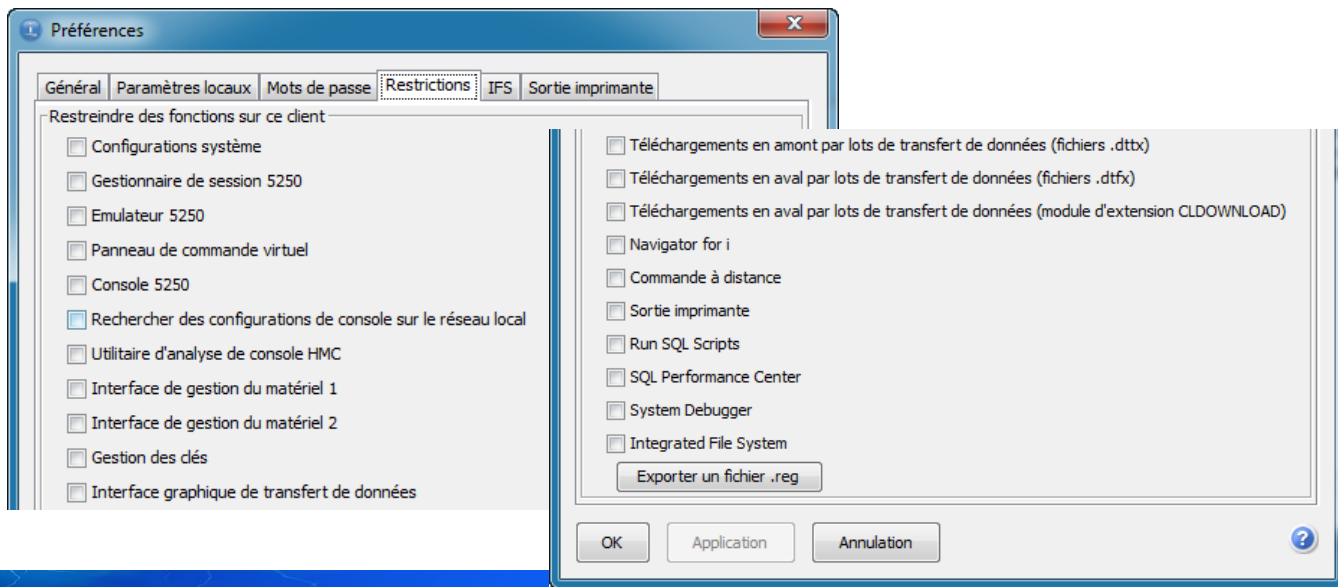 Préférences
Général Paramètres locaux Mots de passe Restrictions IFS Sortie imprimante
Restreindre des fonctions sur ce client
Configurations système
Gestionnaire de session 5250
Emulateur 5250
Panneau de commande virtuel
Console 5250
Rechercher des configurations de console sur le réseau local
Utilitaire d'analyse de console HMC
Interface de gestion du matériel 1
Interface de gestion du matériel 2
Gestion des clés
Interface graphique de transfert de données
Téléchargements en amont par lots de transfert de données (fichiers .dttx)
Téléchargements en aval par lots de transfert de données (fichiers .dtfx)
Téléchargements en aval par lots de transfert de données (module d'extension CLDOWNLOAD)
Navigator for i
Commande à distance
Sortie imprimante
Run SQL Scripts
SQL Performance Center
System Debugger
Integrated File System
Exporter un fichier .reg
OK Application Annulation